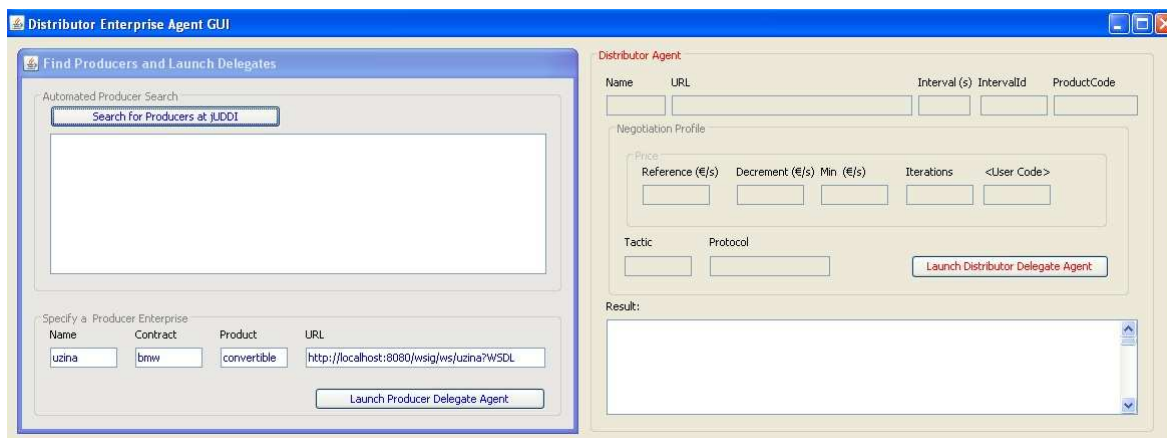 Distributor Enterprise Agent GUI
Find Producers and Launch Delegates
Automated Producer Search
Search for Producers at jUDDI
Specify a Producer Enterprise
Name Contract Product URL
uzina bmw convertible http://localhost:8080/wsig/ws/uzina?WSDL
Launch Producer Delegate Agent
Distributor Agent
Name URL Interval (s) IntervalId ProductCode
Negotiation Profile
Price
Reference (€/s) Decrement (€/s) Min (€/s) Iterations <User Code>
Tactic Protocol
Launch Distributor Delegate Agent
Result: